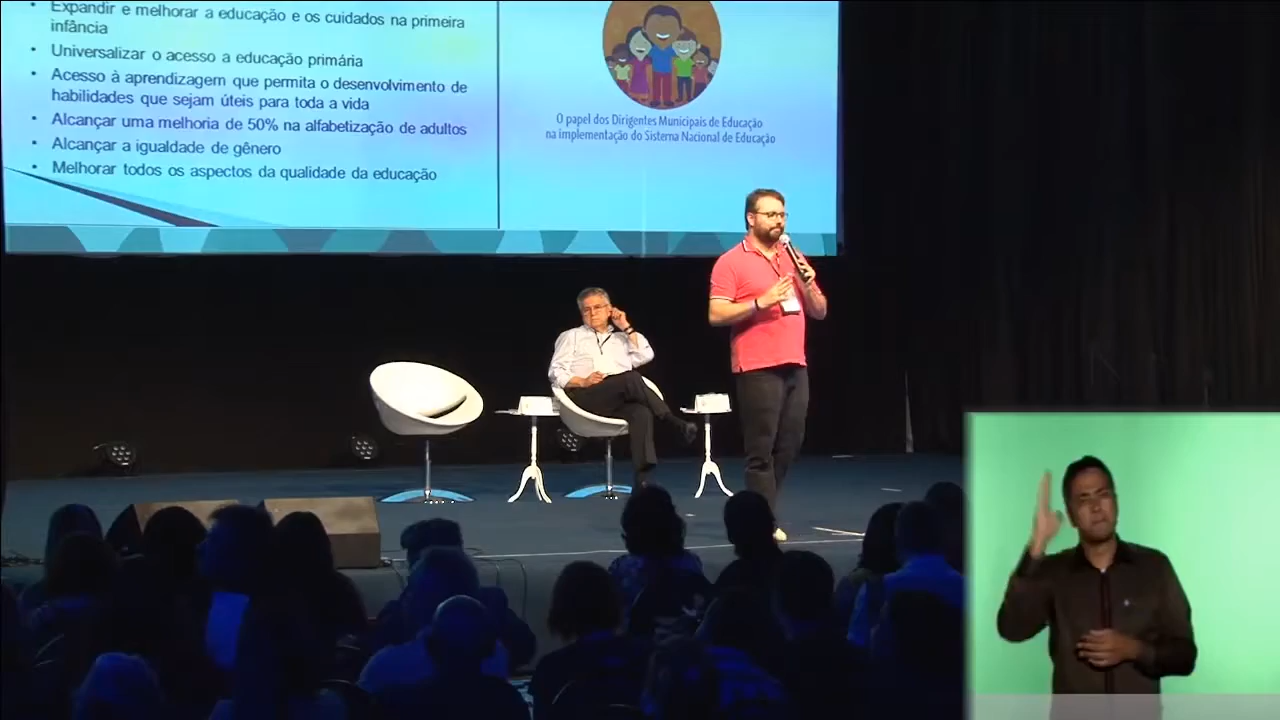 • Expandir e melhorar a educação e os cuidados na primeira
infância
• Universalizar o acesso a educação primária
• Acesso à aprendizagem que permita o desenvolvimento de
habilidades que sejam úteis para toda a vida
• Alcançar uma melhoria de 50% na alfabetização de adultos
• Alcançar a igualdade de gênero
• Melhorar todos os aspectos da qualidade da educação
O papel dos Dirigentes Municipais de Educação
na implementação do Sistema Nacional de Educação